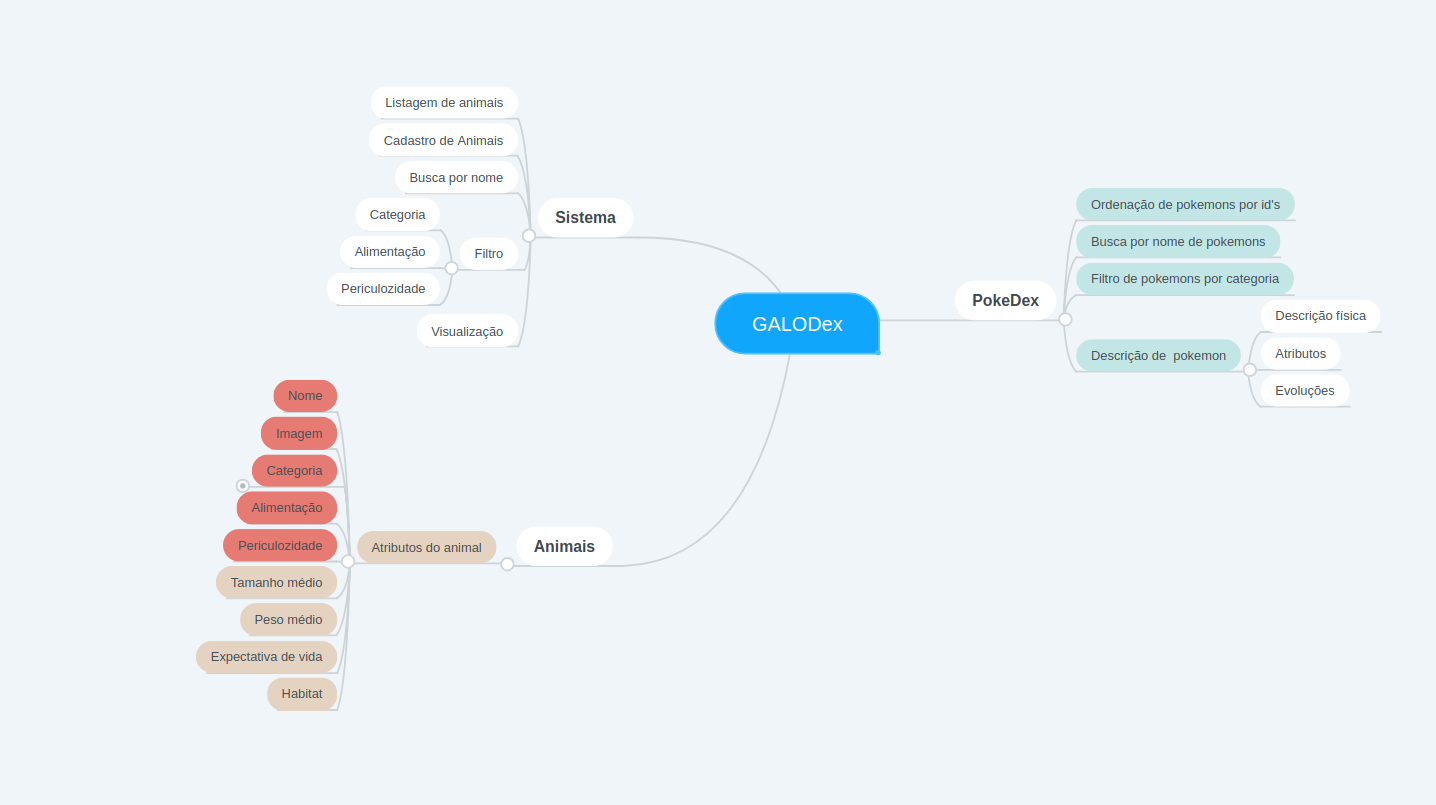 GALODex
Sistema
Listagem de animais
Cadastro de Animais
Busca por nome
Filtro
Categoria
Alimentação
Periculozidade
Visualização
PokeDex
Ordenação de pokemons por id's
Busca por nome de pokemons
Filtro de pokemons por categoria
Descrição de  pokemon
Descrição física
Atributos
Evoluções
Animais
Atributos do animal
Nome
Imagem
Categoria
Alimentação
Periculozidade
Tamanho médio
Peso médio
Expectativa de vida
Habitat